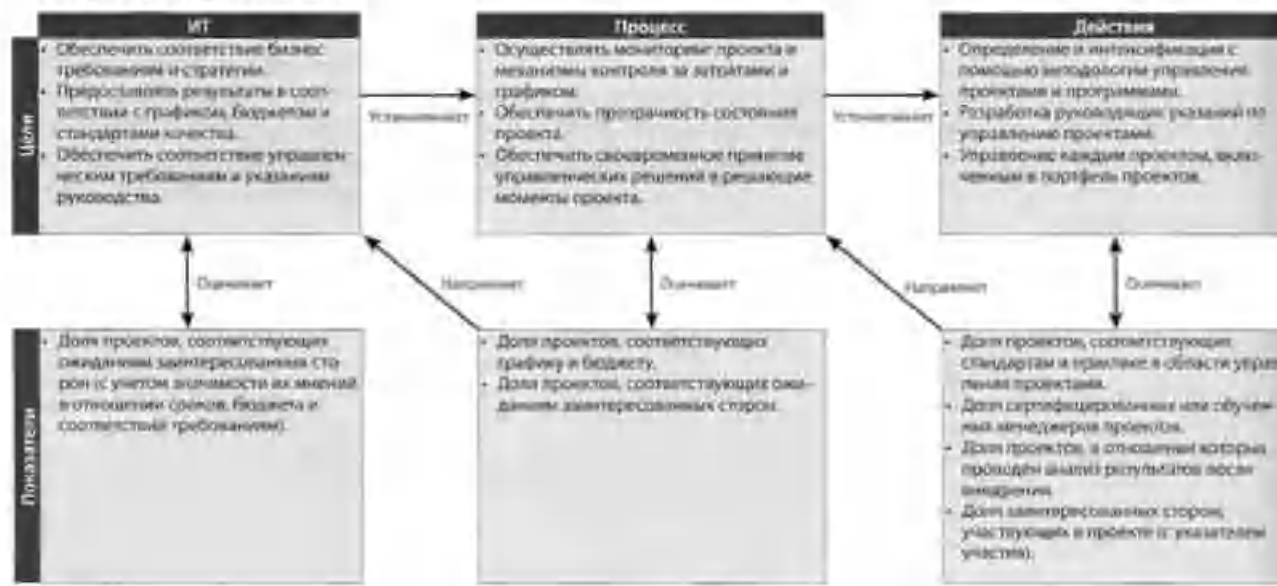 ИТ
Процесс
Действия
Цели
• Обеспечить соответствие бизнес
требованиям и стратегии.
• Предоставлять результаты в соот-
ветствии с графиком, бюджетом и
стандартами качества.
• Обеспечить соответствие управлен-
ческим требованиям и указаниям
руководства.
Устанавливает
• Осуществлять мониторинг проекта и
механизмы контроля за затратами и
графиком.
• Обеспечить прозрачность состояния
проекта.
• Обеспечить своевременное принятие
управленческих решений в решающие
моменты проекта.
Устанавливает
• Определение и интенсификация с
помощью методологии управления
проектами и программами.
• Разработка руководящих указаний по
управлению проектами.
• Управление каждым проектом, вклю-
ченным в портфель проектов.
Оценивает
Направляет
Оценивает
Направляет
Оценивает
Показатели
• Доля проектов, соответствующих
ожиданиям заинтересованных сто-
рон (с учетом значимости их мнений
в отношении сроков, бюджета и
соответствия требованиям).
• Доля проектов, соответствующих
графику и бюджету.
• Доля проектов, соответствующих ожи-
даниям заинтересованных сторон.
• Доля проектов, соответствующих
стандартам и практике в области управ
ления проектами.
• Доля сертифицированных или обучен
ных менеджеров проектов.
• Доля проектов, в отношении которых
проведен анализ результатов после
внедрения.
• Доля заинтересованных сторон,
участвующих в проекте (с указателем
участия).